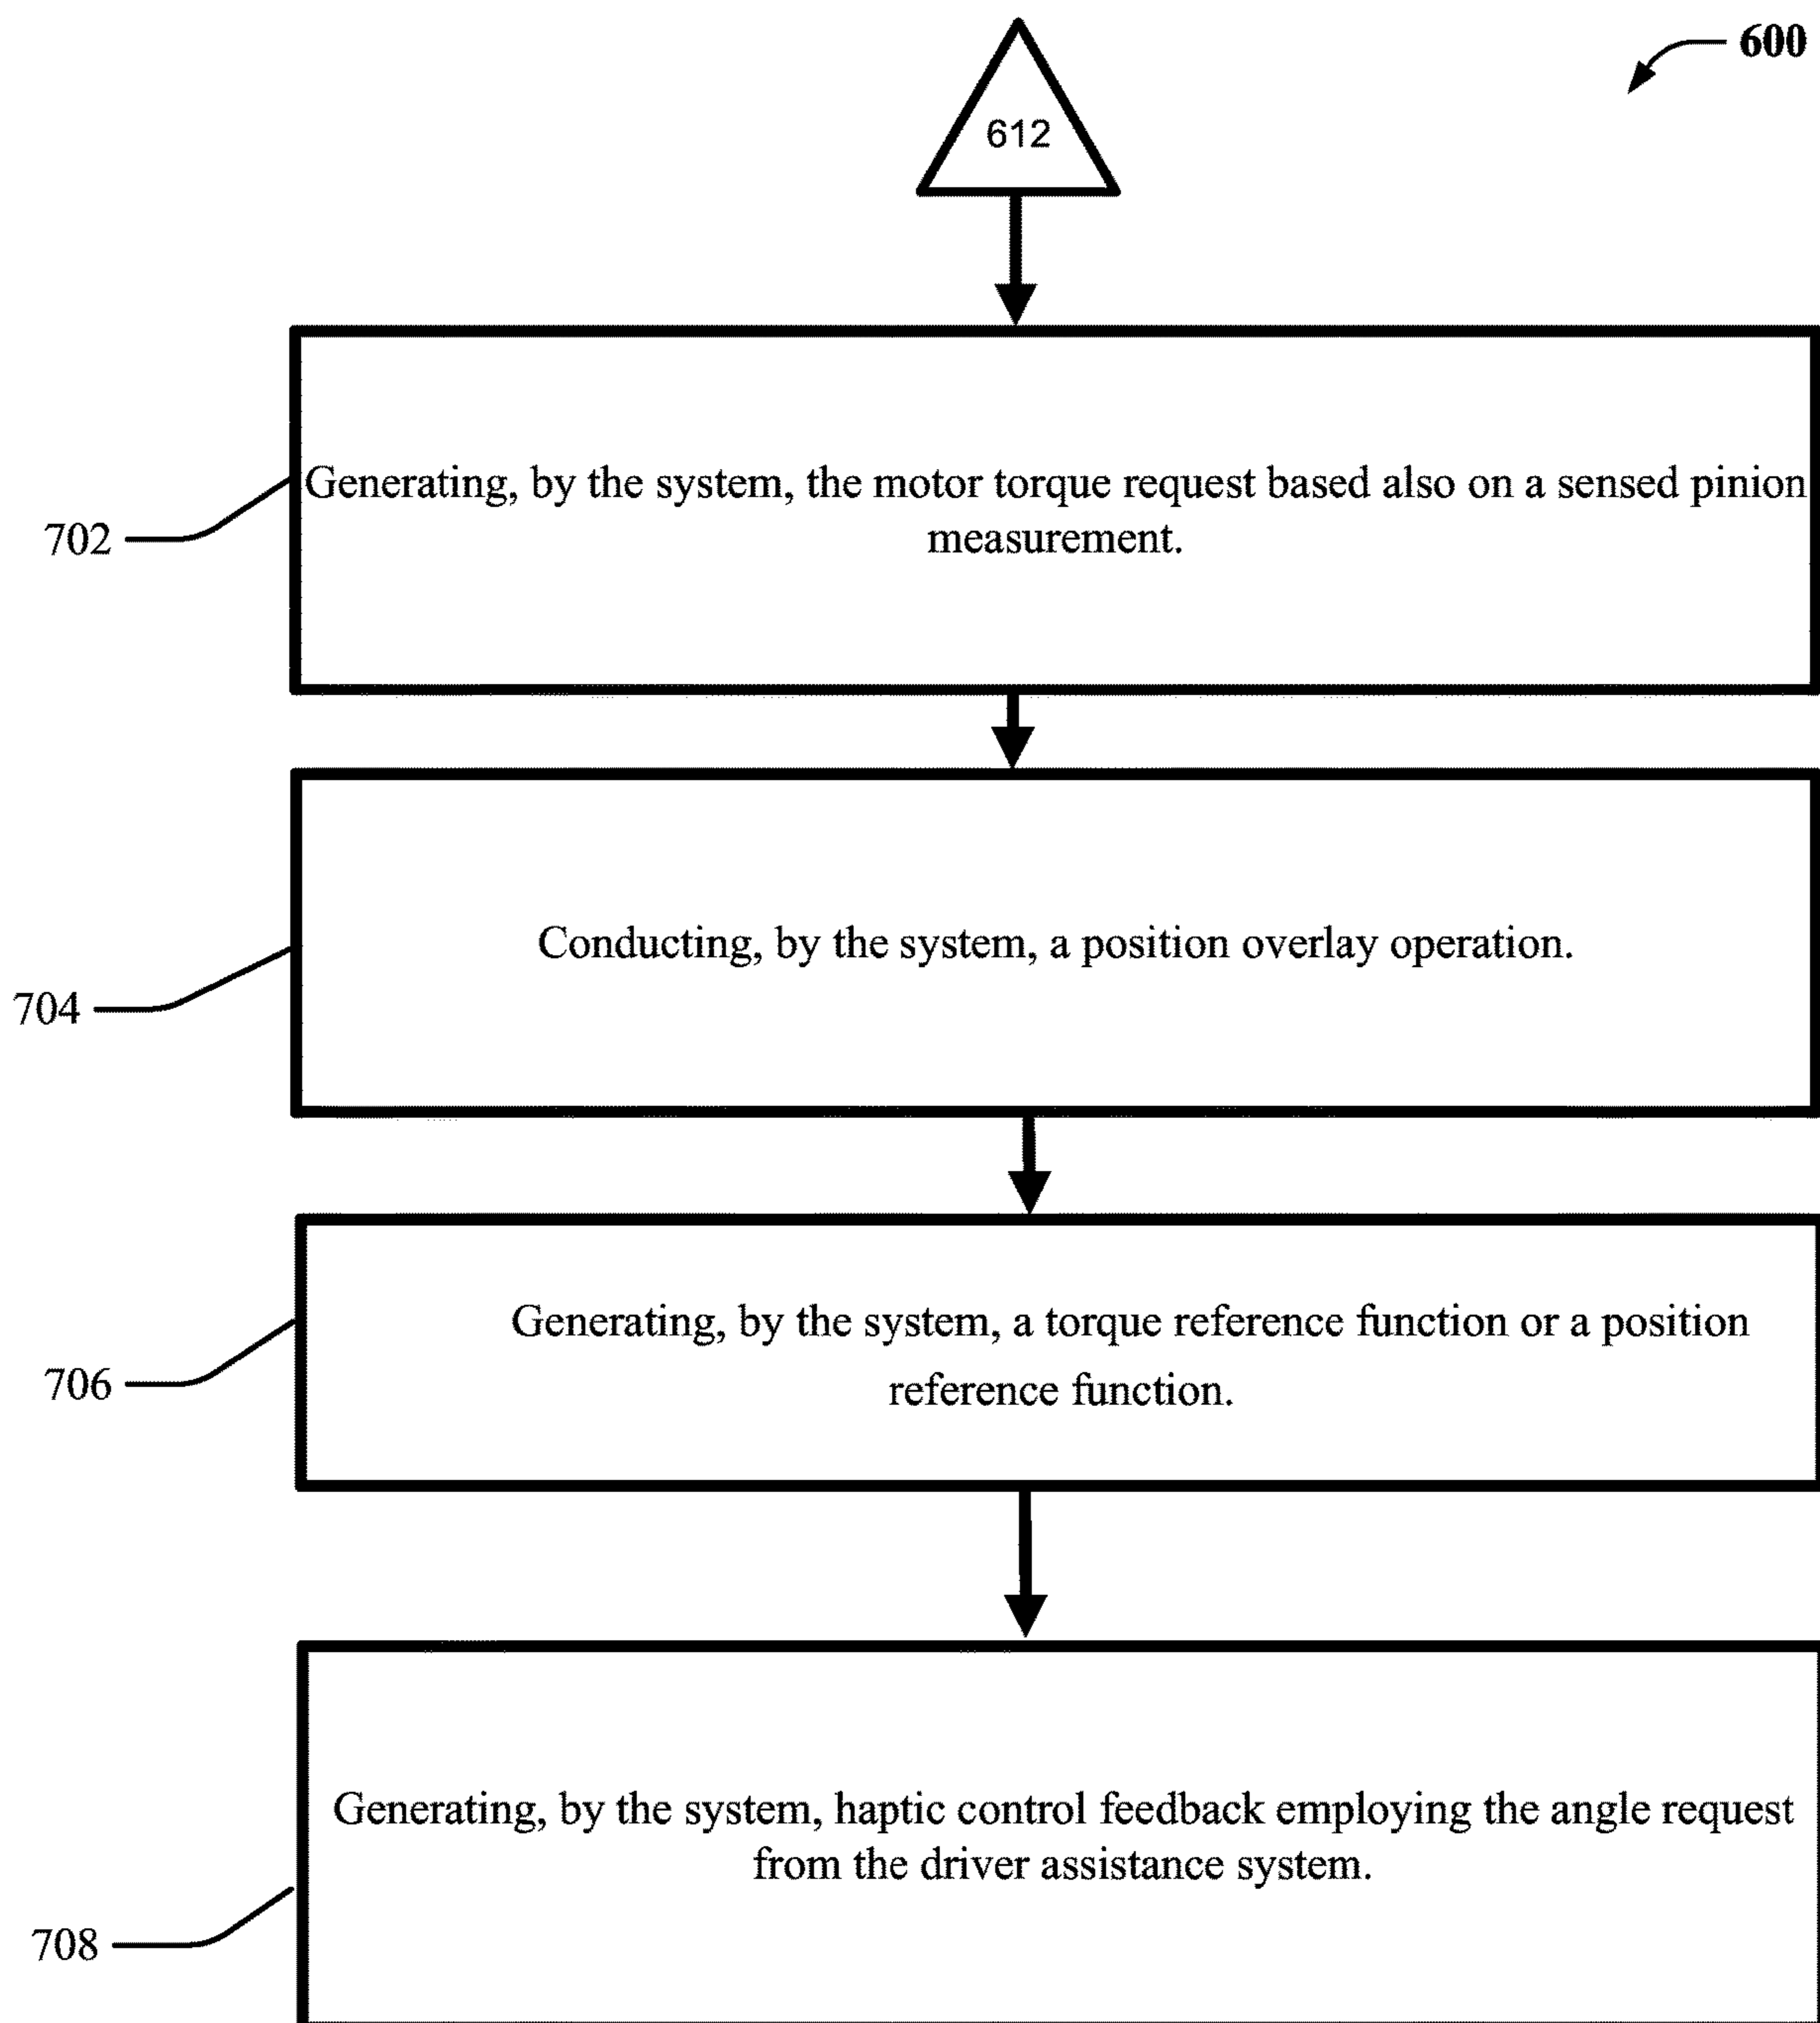 600
612
Generating, by the system, the motor torque request based also on a sensed pinion
measurement.
702
Conducting, by the system, a position overlay operation.
704
Generating, by the system, a torque reference function or a position
reference function.
706
Generating, by the system, haptic control feedback employing the angle request
from the driver assistance system.
708